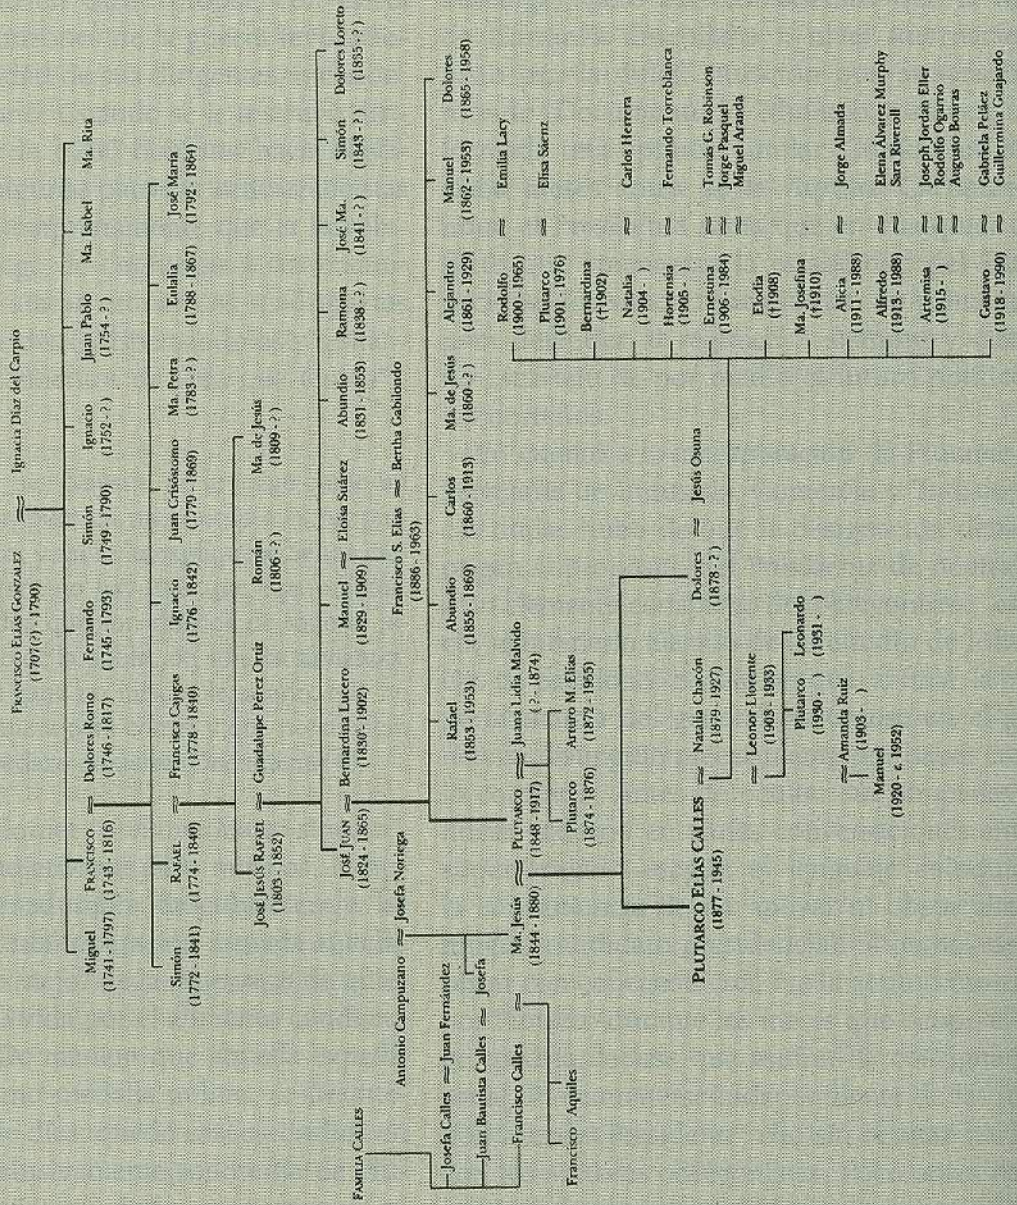 FRANCISCO ELÍAS GONZÁLEZ ≈ Ignacia Díaz del Carpio
(1707(?) - 1790)
Miguel
(1741 - 1797)
FRANCISCO ≈ Dolores Romo
(1743 - 1816) (1746 - 1817)
Fernando
(1745 - 1793)
Simón
(1749 - 1790)
Ignacio
(1752 - ?)
Juan Pablo
(1754 - ?)
Ma. Isabel
Ma. Rita
Simón
(1772 - 1841)
RAFAEL ≈ Francisca Cajigas
(1774 - 1840) (1778 - 1840)
Ignacio
(1776 - 1842)
Juan Crisóstomo
(1779 - 1869)
Ma. Petra
(1783 - ?)
Eulalia
(1788 - 1867)
José María
(1792 - 1864)
JOSÉ JESÚS RAFAEL ≈ Guadalupe Pérez Ortiz
(1803 - 1852)
Román
(1806 - ?)
Ma. de Jesús
(1809 - ?)
JOSÉ JUAN ≈ Bernardina Lucero
(1824 - 1865) (1830 - 1902)
Manuel ≈ Eloísa Suárez
(1829 - 1909)
Abundio
(1831 - 1853)
Ramona
(1838 - ?)
José Ma.
(1841 - ?)
Simón
(1843 - ?)
Dolores Loreto
(1855 - ?)
Francisco S. Elías ≈ Bertha Gabilondo
(1886 - 1963)
FAMILIA CALLES
Antonio Campuzano ≈ Josefa Noriega
Rafael
(1853 - 1953)
Abundio
(1855 - 1869)
Carlos
(1860 - 1913)
Ma. de Jesús
(1860 - ?)
Alejandro
(1861 - 1929)
Manuel
(1862 - 1953)
Dolores
(1865 - 1958)
Josefa Calles ≈ Juan Fernández
Juan Bautista Calles ≈ Josefa
Francisco Calles ≈ Ma. Jesús ≈ PLUTARCO ≈ Juana Lidia Malvido
(1844 - 1880) (1848 - 1917) (? - 1874)
Francisco Aquiles
Plutarco
(1874 - 1876)
Arturo M. Elías
(1872 - 1955)
PLUTARCO ELÍAS CALLES ≈ Natalia Chacón
(1877 - 1945) (1879 - 1927)
Dolores ≈ Jesús Osuna
(1878 - ?)
≈ Leonor Llorente
(1903 - 1933)
Plutarco
(1930 - )
Leonardo
(1931 - )
≈ Amanda Ruiz
(1903 - )
Manuel
(1920 - c. 1952)
Rodolfo ≈ Emilia Lacy
(1900 - 1965)
Plutarco ≈ Elisa Sáenz
(1901 - 1976)
Bernardina
(†1902)
Natalia ≈ Carlos Herrera
(1904 - )
Hortensia ≈ Fernando Torreblanca
(1905 - )
Ernestina ≈ Tomás G. Robinson
(1906 - 1984) ≈ Jorge Pasquel
≈ Miguel Aranda
Elodia
(†1908)
Ma. Josefina
(†1910)
Alicia ≈ Jorge Almada
(1911 - 1988)
Alfredo ≈ Elena Álvarez Murphy
(1913 - 1988) ≈ Sara Riveroll
Artemisa ≈ Joseph Jordan Eller
(1915 - ) ≈ Rodolfo Ogarrio
≈ Augusto Bouras
Gustavo ≈ Gabriela Peláez
(1918 - 1990) ≈ Guillermina Guajardo